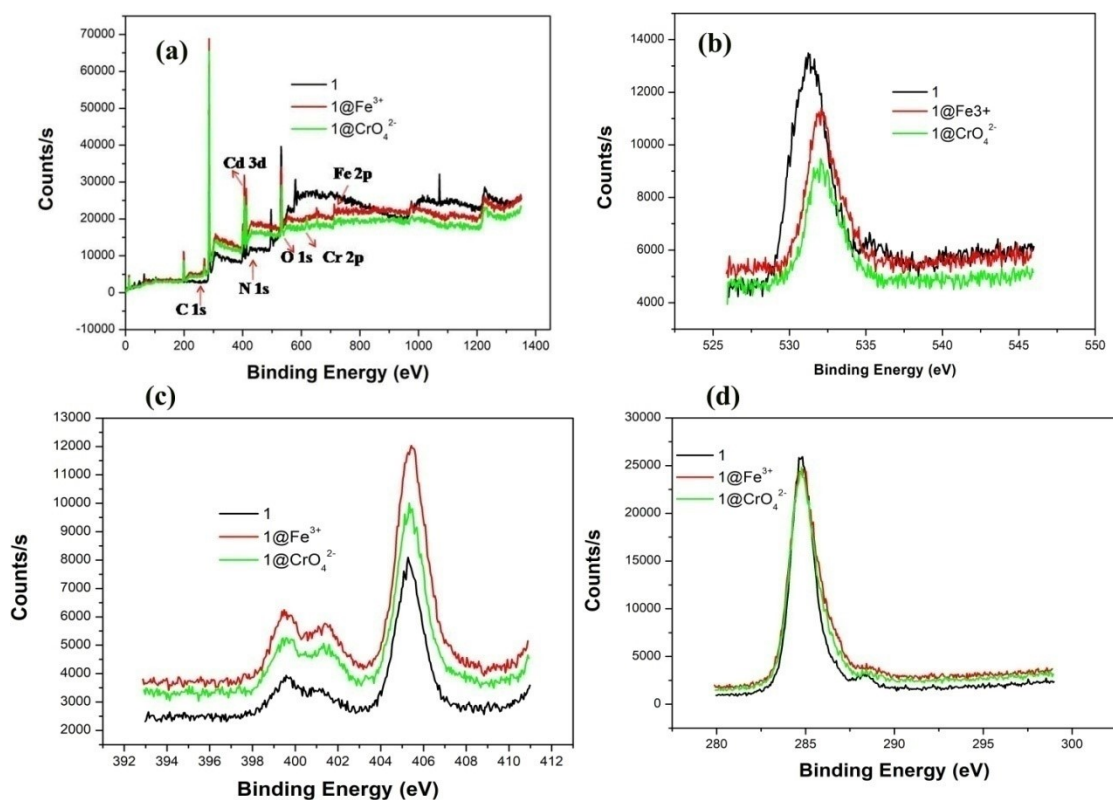 (a)
70000
60000
50000
40000
30000
20000
10000
0
-10000
Counts/s
1
1@Fe³⁺
1@CrO₄²⁻
Cd 3d
Fe 2p
O 1s
Cr 2p
N 1s
C 1s
0 200 400 600 800 1000 1200 1400
Binding Energy (eV)
(b)
14000
12000
10000
8000
6000
4000
Counts/s
1
1@Fe3+
1@CrO₄²⁻
525 530 535 540 545 550
Binding Energy (eV)
(c)
13000
12000
11000
10000
9000
8000
7000
6000
5000
4000
3000
2000
Counts/s
1
1@Fe³⁺
1@CrO₄²⁻
392 394 396 398 400 402 404 406 408 410 412
Binding Energy (eV)
(d)
30000
25000
20000
15000
10000
5000
0
Counts/s
1
1@Fe³⁺
1@CrO₄²⁻
280 285 290 295 300
Binding Energy (eV)